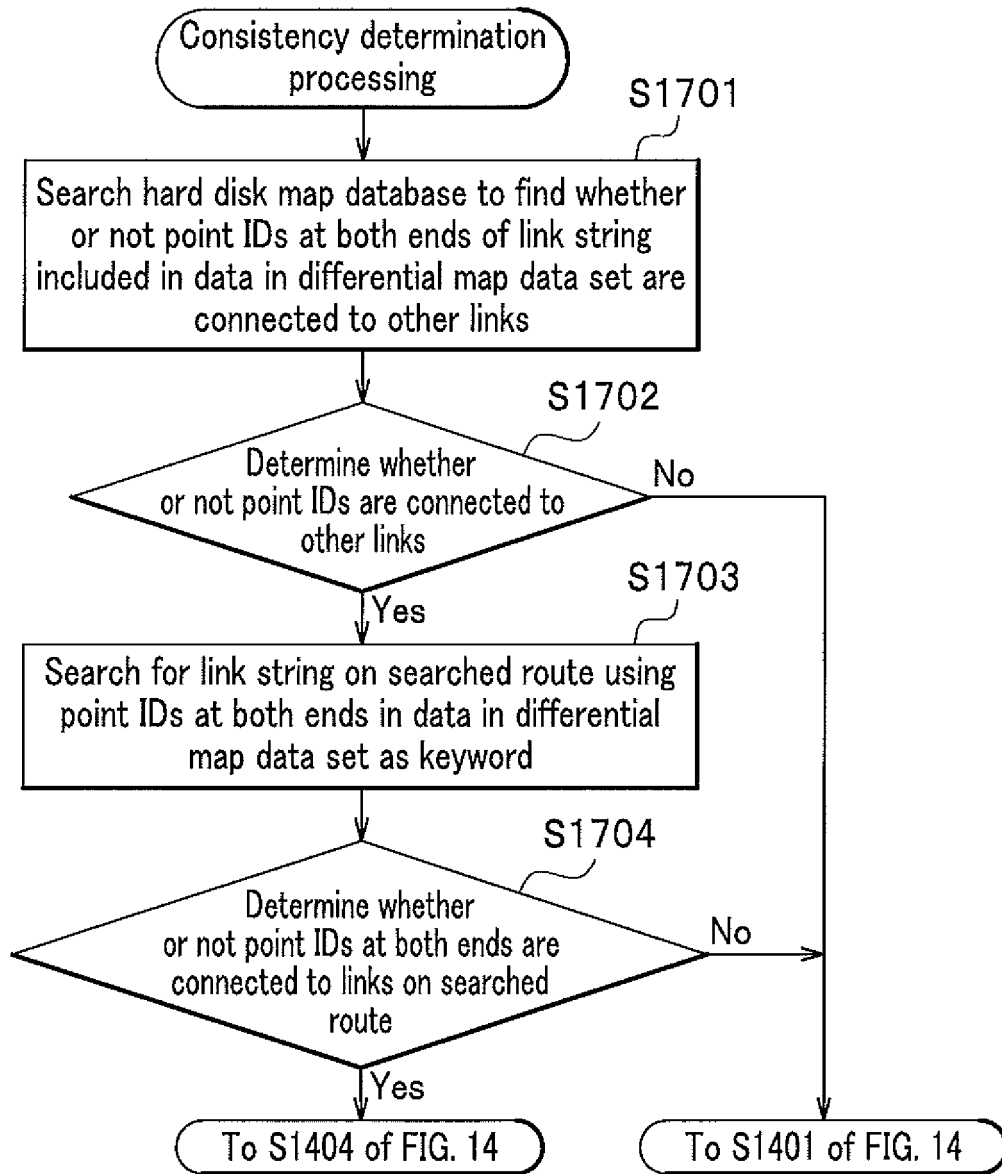 Consistency determination
processing
S1701
Search hard disk map database to find whether
or not point IDs at both ends of link string
included in data in differential map data set are
connected to other links
S1702
Determine whether
or not point IDs are connected to
other links
No
Yes
S1703
Search for link string on searched route using
point IDs at both ends in data in differential
map data set as keyword
S1704
Determine whether
or not point IDs at both ends are
connected to links on searched
route
No
Yes
To S1404 of FIG. 14
To S1401 of FIG. 14